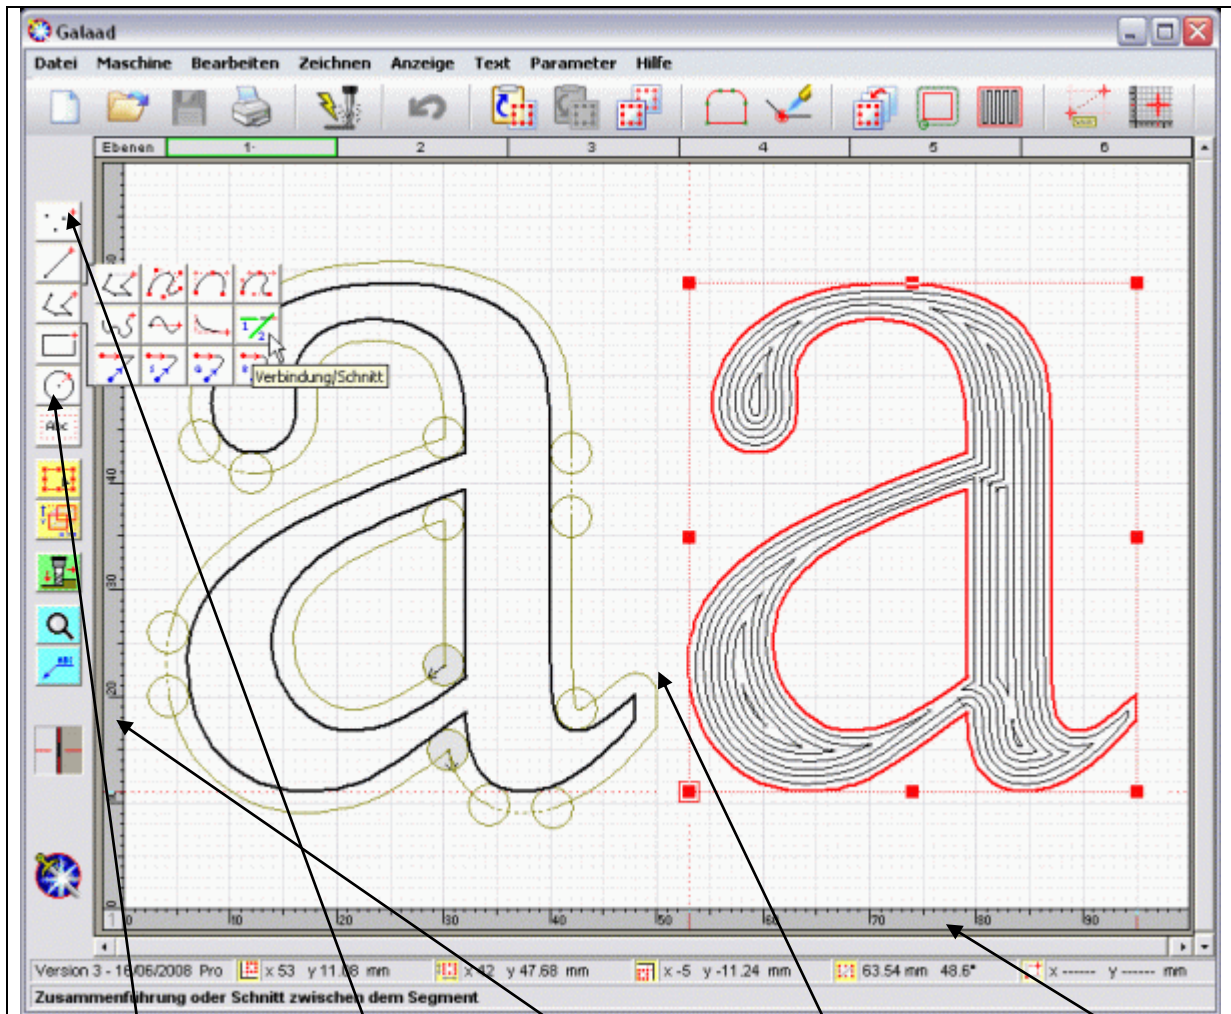 Galaad
Datei Maschine Bearbeiten Zeichnen Anzeige Text Parameter Hilfe
Ebenen 1- 2 3 4 5 6
Abc
Verbindung/Schnitt
40
30
20
0 10 20 30 40 50 60 70 80 90
Version 3 - 16/06/2008 Pro x 53 y 11.08 mm x 42 y 47.68 mm x -5 y -11.24 mm 63.54 mm 48.6° x ------ y ------ mm
Zusammenführung oder Schnitt zwischen dem Segment